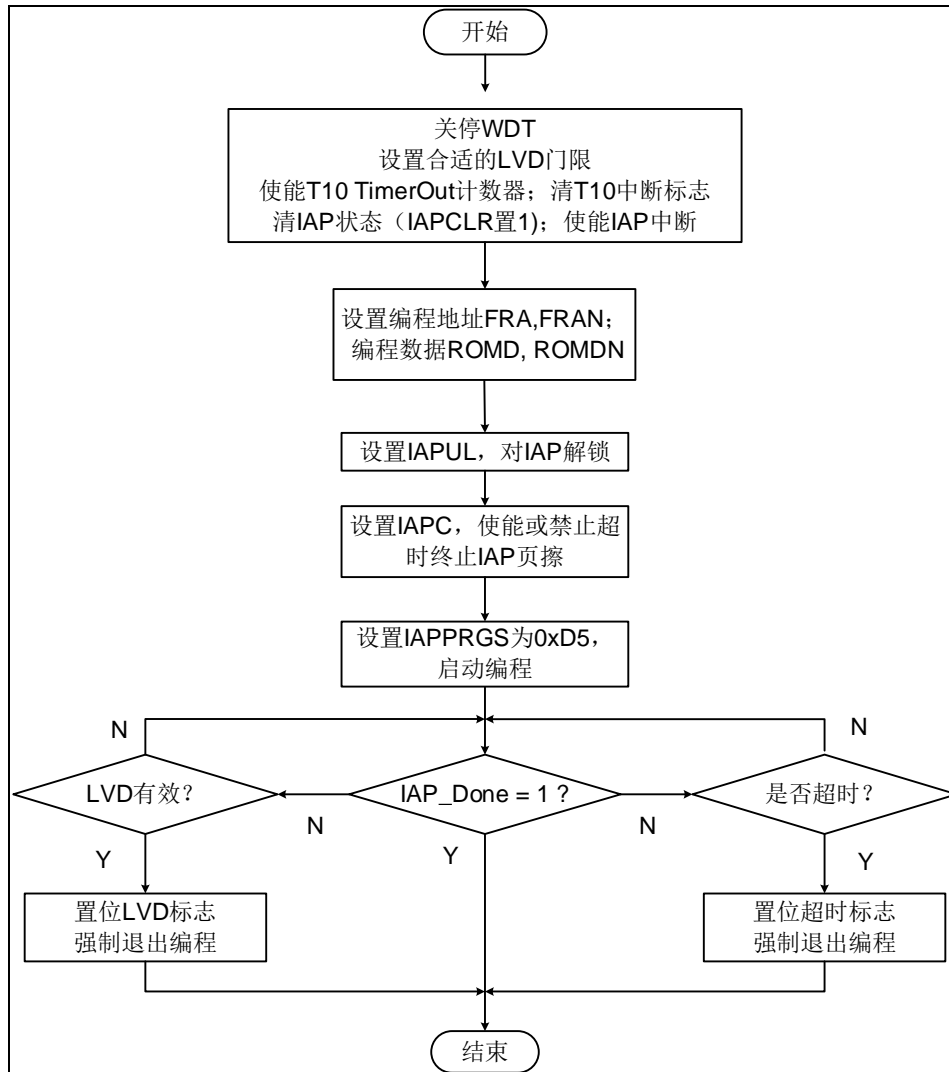 开始
关停WDT
设置合适的LVD门限
使能T10 TimerOut计数器；清T10中断标志
清IAP状态（IAPCLR置1）；使能IAP中断
设置编程地址FRA,FRAN；
编程数据ROMD, ROMDN
设置IAPUL，对IAP解锁
设置IAPC，使能或禁止超
时终止IAP页擦
设置IAPPRGS为0xD5，
启动编程
N
N
LVD有效？
IAP_Done = 1 ?
是否超时？
N
N
Y
Y
Y
置位LVD标志
强制退出编程
置位超时标志
强制退出编程
结束